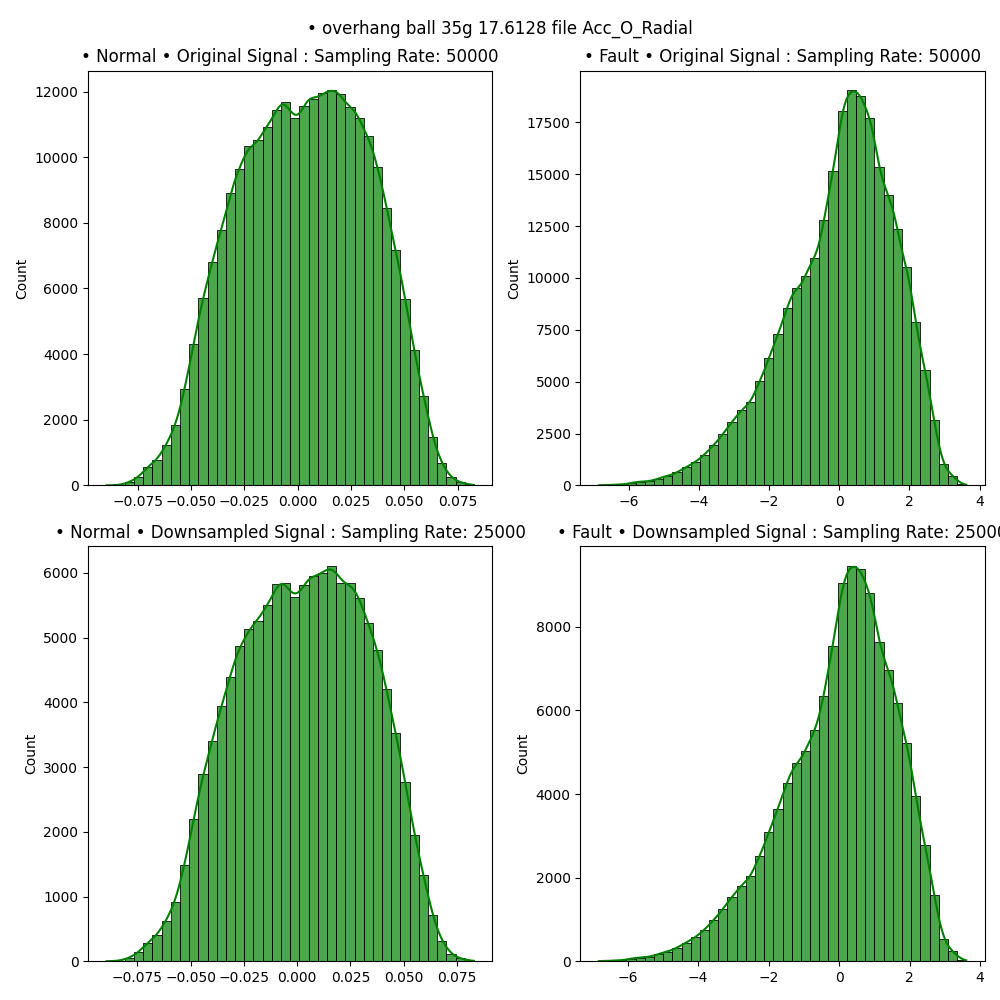 • overhang ball 35g 17.6128 file Acc_O_Radial
• Normal • Original Signal : Sampling Rate: 50000
• Fault • Original Signal : Sampling Rate: 50000
12000
10000
8000
6000
4000
2000
0
Count
−0.075 −0.050 −0.025 0.000 0.025 0.050 0.075
17500
15000
12500
10000
7500
5000
2500
0
Count
−6 −4 −2 0 2 4
• Normal • Downsampled Signal : Sampling Rate: 25000
• Fault • Downsampled Signal : Sampling Rate: 25000
6000
5000
4000
3000
2000
1000
0
Count
−0.075 −0.050 −0.025 0.000 0.025 0.050 0.075
8000
6000
4000
2000
0
Count
−6 −4 −2 0 2 4